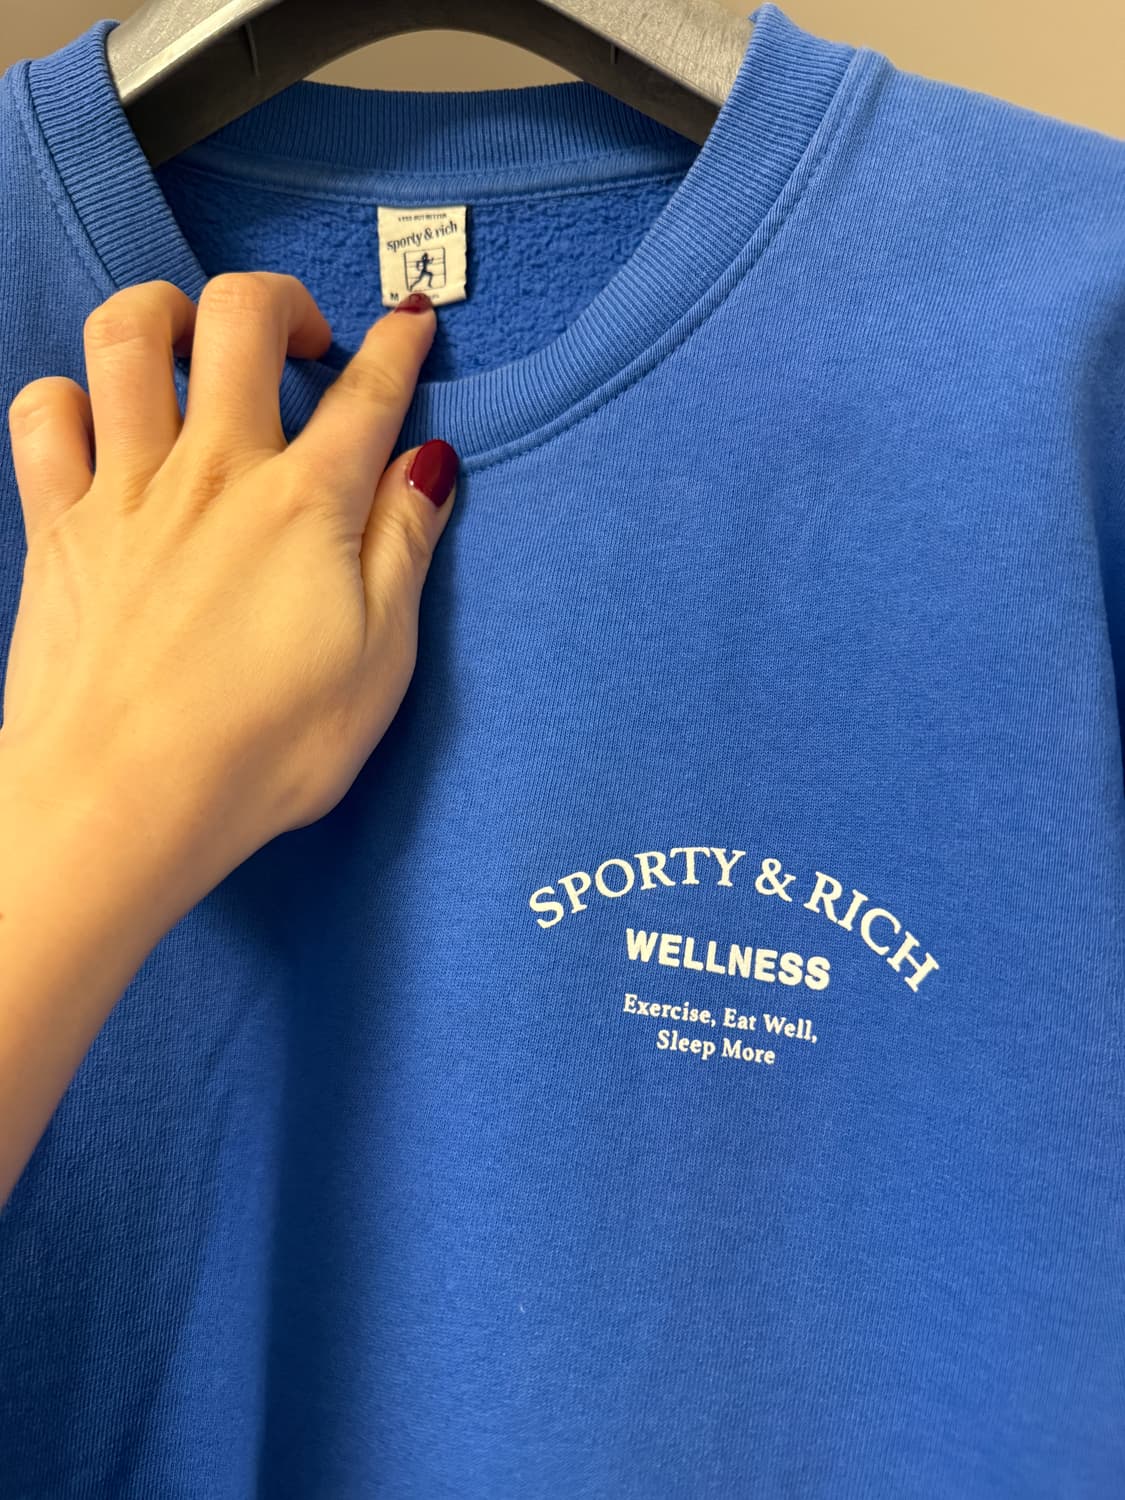 sporty & rich
M
SPORTY & RICH
WELLNESS
Exercise, Eat Well,
Sleep More